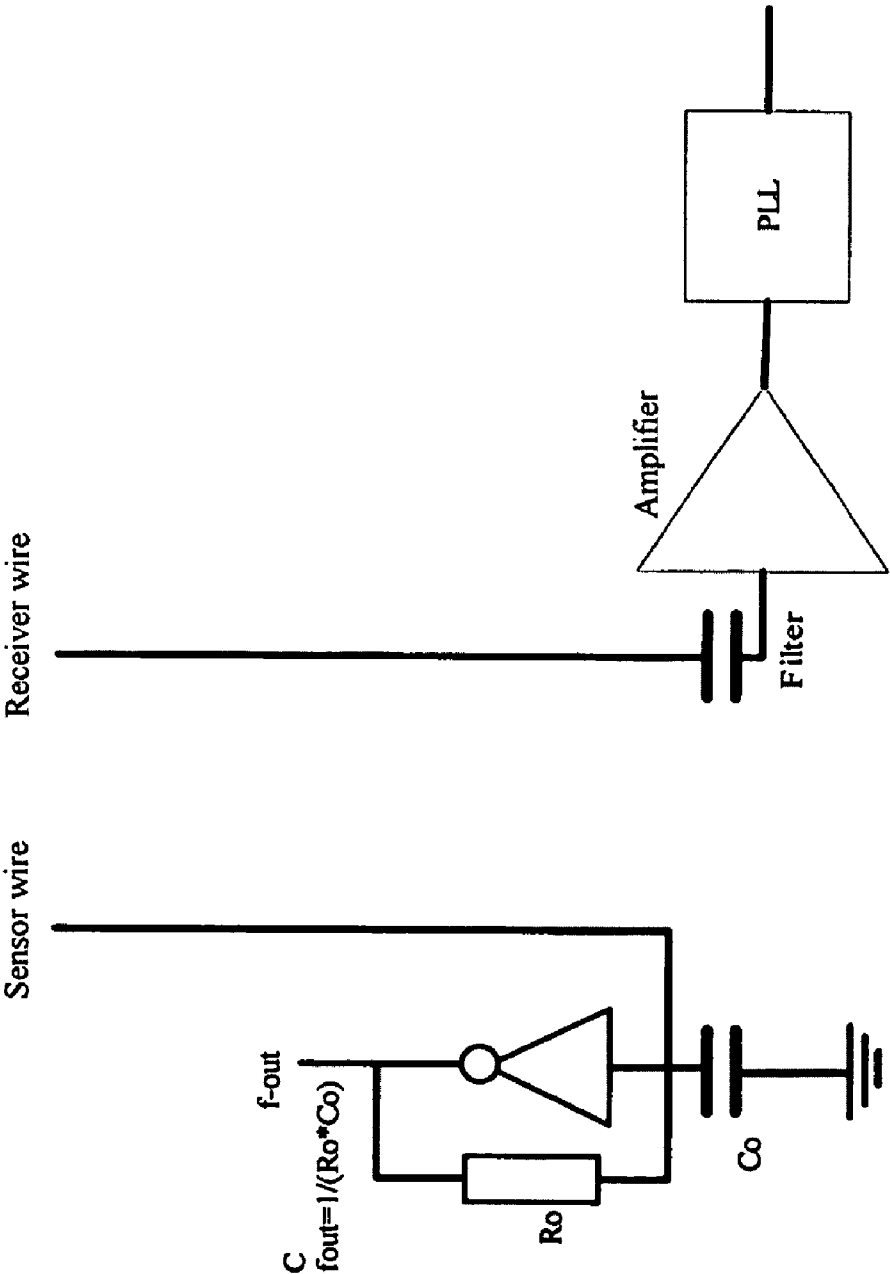 Receiver wire
Sensor wire
PLL
Amplifier
Filter
f-out
C
fout=1/(Ro*Co)
Ro
Co